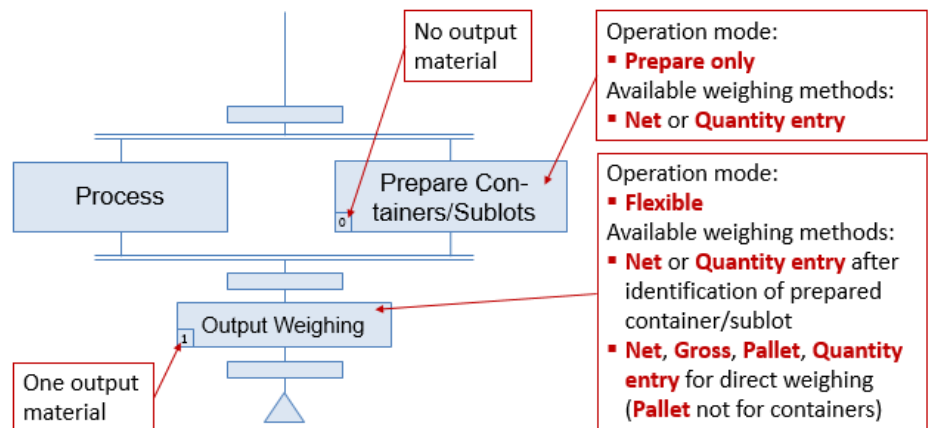 No output
material
Operation mode:
▪ Prepare only
Available weighing methods:
▪ Net or Quantity entry
Process
Prepare Con-
tainers/Sublots
0
Operation mode:
▪ Flexible
Available weighing methods:
▪ Net or Quantity entry after
identification of prepared
container/sublot
▪ Net, Gross, Pallet, Quantity
entry for direct weighing
(Pallet not for containers)
Output Weighing
1
One output
material